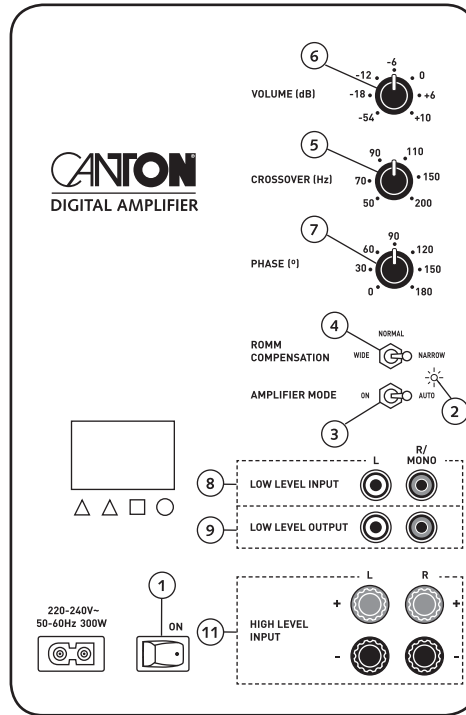 6
-6
-12
0
VOLUME (dB)
-18
+6
-54
+10
5
90
110
CROSSOVER (Hz)
70
150
50
200
CANTON®
DIGITAL AMPLIFIER
7
90
60
120
PHASE (°)
30
150
0
180
4
NORMAL
ROMM
COMPENSATION
WIDE
NARROW
AMPLIFIER MODE
ON
AUTO
2
3
L
R/
MONO
8
LOW LEVEL INPUT
9
LOW LEVEL OUTPUT
1
ON
220-240V~
50-60Hz 300W
L
R
+
+
11
HIGH LEVEL
INPUT
-
-